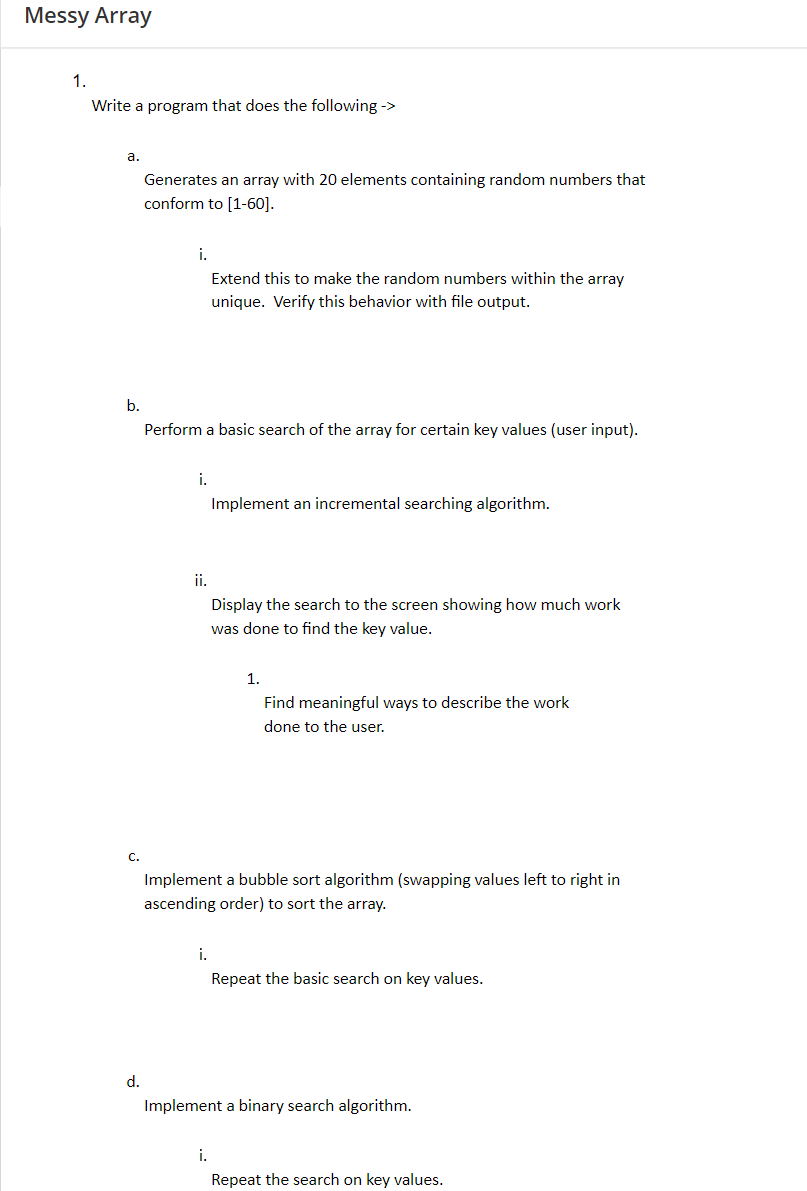 Messy Array
1.
Write a program that does the following ->
a.
Generates an array with 20 elements containing random numbers that
conform to [1-60].
i.
Extend this to make the random numbers within the array
unique.  Verify this behavior with file output.
b.
Perform a basic search of the array for certain key values (user input).
i.
Implement an incremental searching algorithm.
ii.
Display the search to the screen showing how much work
was done to find the key value.
1.
Find meaningful ways to describe the work
done to the user.
c.
Implement a bubble sort algorithm (swapping values left to right in
ascending order) to sort the array.
i.
Repeat the basic search on key values.
d.
Implement a binary search algorithm.
i.
Repeat the search on key values.